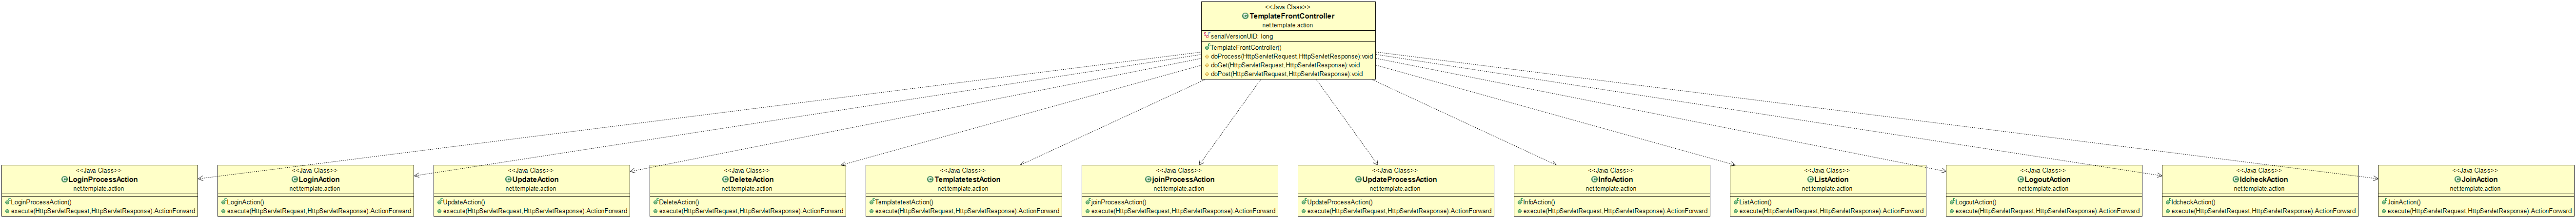 <<Java Class>>
TemplateFrontController
net.template.action
serialVersionUID: long
TemplateFrontController()
doProcess(HttpServletRequest,HttpServletResponse):void
doGet(HttpServletRequest,HttpServletResponse):void
doPost(HttpServletRequest,HttpServletResponse):void
<<Java Class>>
LoginProcessAction
net.template.action
LoginProcessAction()
execute(HttpServletRequest,HttpServletResponse):ActionForward
<<Java Class>>
LoginAction
net.template.action
LoginAction()
execute(HttpServletRequest,HttpServletResponse):ActionForward
<<Java Class>>
UpdateAction
net.template.action
UpdateAction()
execute(HttpServletRequest,HttpServletResponse):ActionForward
<<Java Class>>
DeleteAction
net.template.action
DeleteAction()
execute(HttpServletRequest,HttpServletResponse):ActionForward
<<Java Class>>
TemplatetestAction
net.template.action
TemplatetestAction()
execute(HttpServletRequest,HttpServletResponse):ActionForward
<<Java Class>>
joinProcessAction
net.template.action
joinProcessAction()
execute(HttpServletRequest,HttpServletResponse):ActionForward
<<Java Class>>
UpdateProcessAction
net.template.action
UpdateProcessAction()
execute(HttpServletRequest,HttpServletResponse):ActionForward
<<Java Class>>
InfoAction
net.template.action
InfoAction()
execute(HttpServletRequest,HttpServletResponse):ActionForward
<<Java Class>>
ListAction
net.template.action
ListAction()
execute(HttpServletRequest,HttpServletResponse):ActionForward
<<Java Class>>
LogoutAction
net.template.action
LogoutAction()
execute(HttpServletRequest,HttpServletResponse):ActionForward
<<Java Class>>
IdcheckAction
net.template.action
IdcheckAction()
execute(HttpServletRequest,HttpServletResponse):ActionForward
<<Java Class>>
JoinAction
net.template.action
JoinAction()
execute(HttpServletRequest,HttpServletResponse):ActionForward